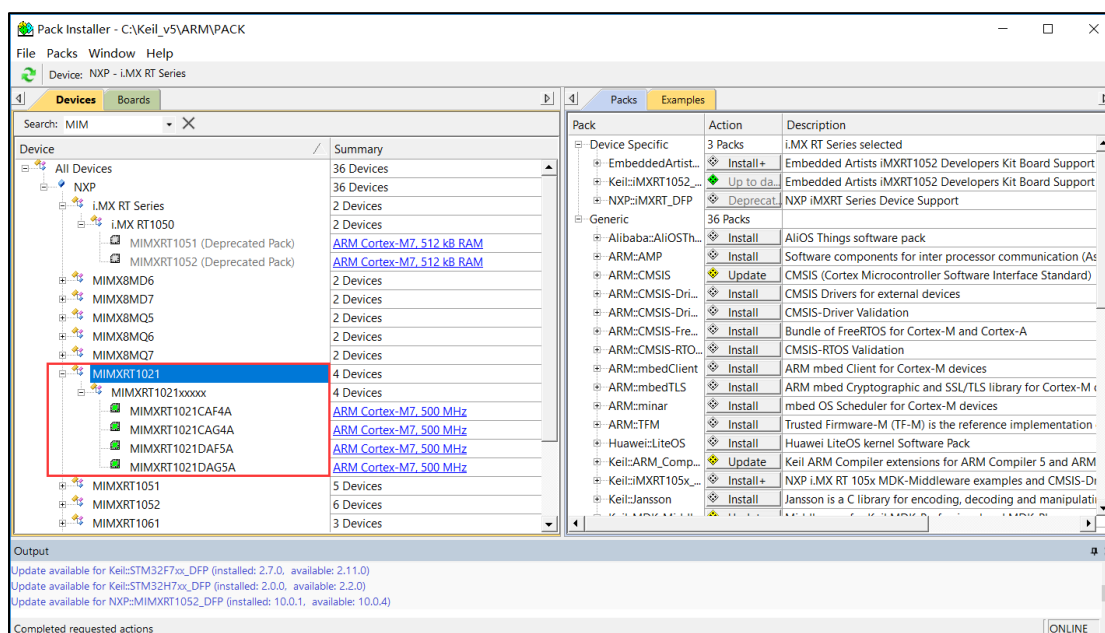 Pack Installer - C:\Keil_v5\ARM\PACK
File Packs Window Help
Device: NXP - i.MX RT Series
Devices Boards
Search: MIM
Device Summary
All Devices 36 Devices
NXP 36 Devices
i.MX RT Series 2 Devices
i.MX RT1050 2 Devices
MIMXRT1051 (Deprecated Pack) ARM Cortex-M7, 512 kB RAM
MIMXRT1052 (Deprecated Pack) ARM Cortex-M7, 512 kB RAM
MIMX8MD6 2 Devices
MIMX8MD7 2 Devices
MIMX8MQ5 2 Devices
MIMX8MQ6 2 Devices
MIMX8MQ7 2 Devices
MIMXRT1021 4 Devices
MIMXRT1021xxxxx 4 Devices
MIMXRT1021CAF4A ARM Cortex-M7, 500 MHz
MIMXRT1021CAG4A ARM Cortex-M7, 500 MHz
MIMXRT1021DAF5A ARM Cortex-M7, 500 MHz
MIMXRT1021DAG5A ARM Cortex-M7, 500 MHz
MIMXRT1051 5 Devices
MIMXRT1052 6 Devices
MIMXRT1061 3 Devices
Packs Examples
Pack Action Description
Device Specific 3 Packs i.MX RT Series selected
EmbeddedArtist... Install+ Embedded Artists iMXRT1052 Developers Kit Board Support
Keil::iMXRT1052_... Up to da... Embedded Artists iMXRT1052 Developers Kit Board Support
NXP::iMXRT_DFP Deprecat... NXP iMXRT Series Device Support
Generic 36 Packs
Alibaba::AliOSTh... Install AliOS Things software pack
ARM::AMP Install Software components for inter processor communication (As
ARM::CMSIS Update CMSIS (Cortex Microcontroller Software Interface Standard)
ARM::CMSIS-Dri... Install CMSIS Drivers for external devices
ARM::CMSIS-Dri... Install CMSIS-Driver Validation
ARM::CMSIS-Fre... Install Bundle of FreeRTOS for Cortex-M and Cortex-A
ARM::CMSIS-RTO... Install CMSIS-RTOS Validation
ARM::mbedClient Install ARM mbed Client for Cortex-M devices
ARM::mbedTLS Install ARM mbed Cryptographic and SSL/TLS library for Cortex-M
ARM::minar Install mbed OS Scheduler for Cortex-M devices
ARM::TFM Install Trusted Firmware-M (TF-M) is the reference implementation
Huawei::LiteOS Install Huawei LiteOS kernel Software Pack
Keil::ARM_Comp... Update Keil ARM Compiler extensions for ARM Compiler 5 and ARM
Keil::iMXRT105x_... Install+ NXP i.MX RT 105x MDK-Middleware examples and CMSIS-Dr
Keil::Jansson Install Jansson is a C library for encoding, decoding and manipulati
Output
Update available for Keil::STM32F7xx_DFP (installed: 2.7.0, available: 2.11.0)
Update available for Keil::STM32H7xx_DFP (installed: 2.0.0, available: 2.2.0)
Update available for NXP::MIMXRT1052_DFP (installed: 10.0.1, available: 10.0.4)
Completed requested actions ONLINE